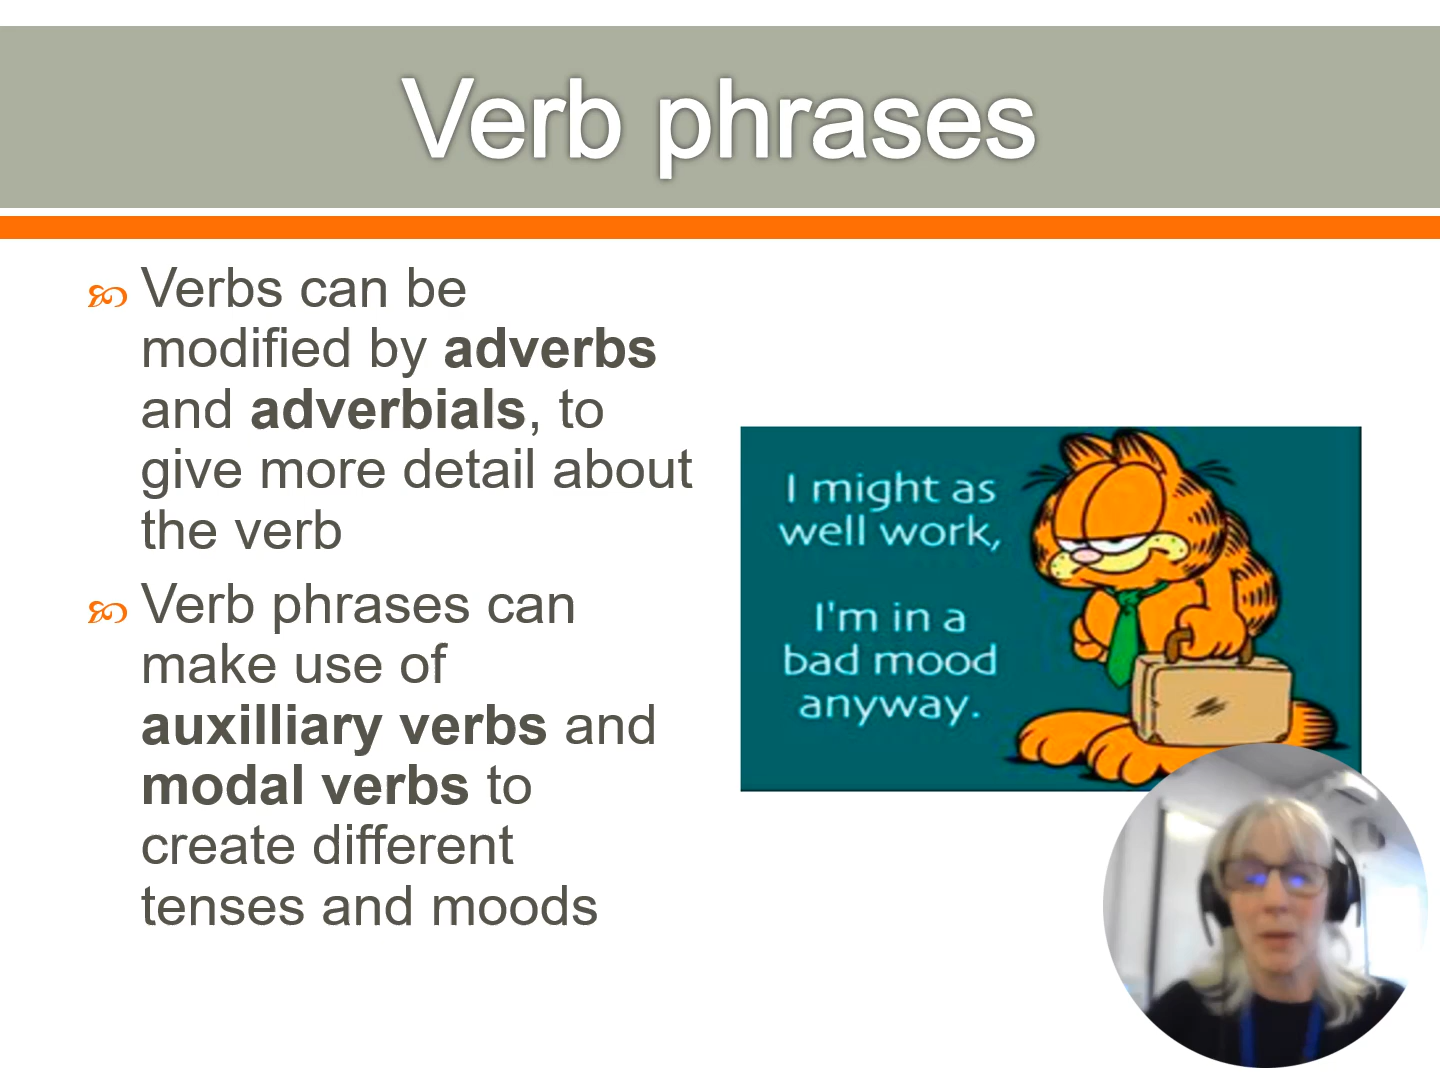 Verb phrases
Verbs can be
modified by adverbs
and adverbials, to
give more detail about
the verb
Verb phrases can
make use of
auxilliary verbs and
modal verbs to
create different
tenses and moods
I might as
well work,
I'm in a
bad mood
anyway.